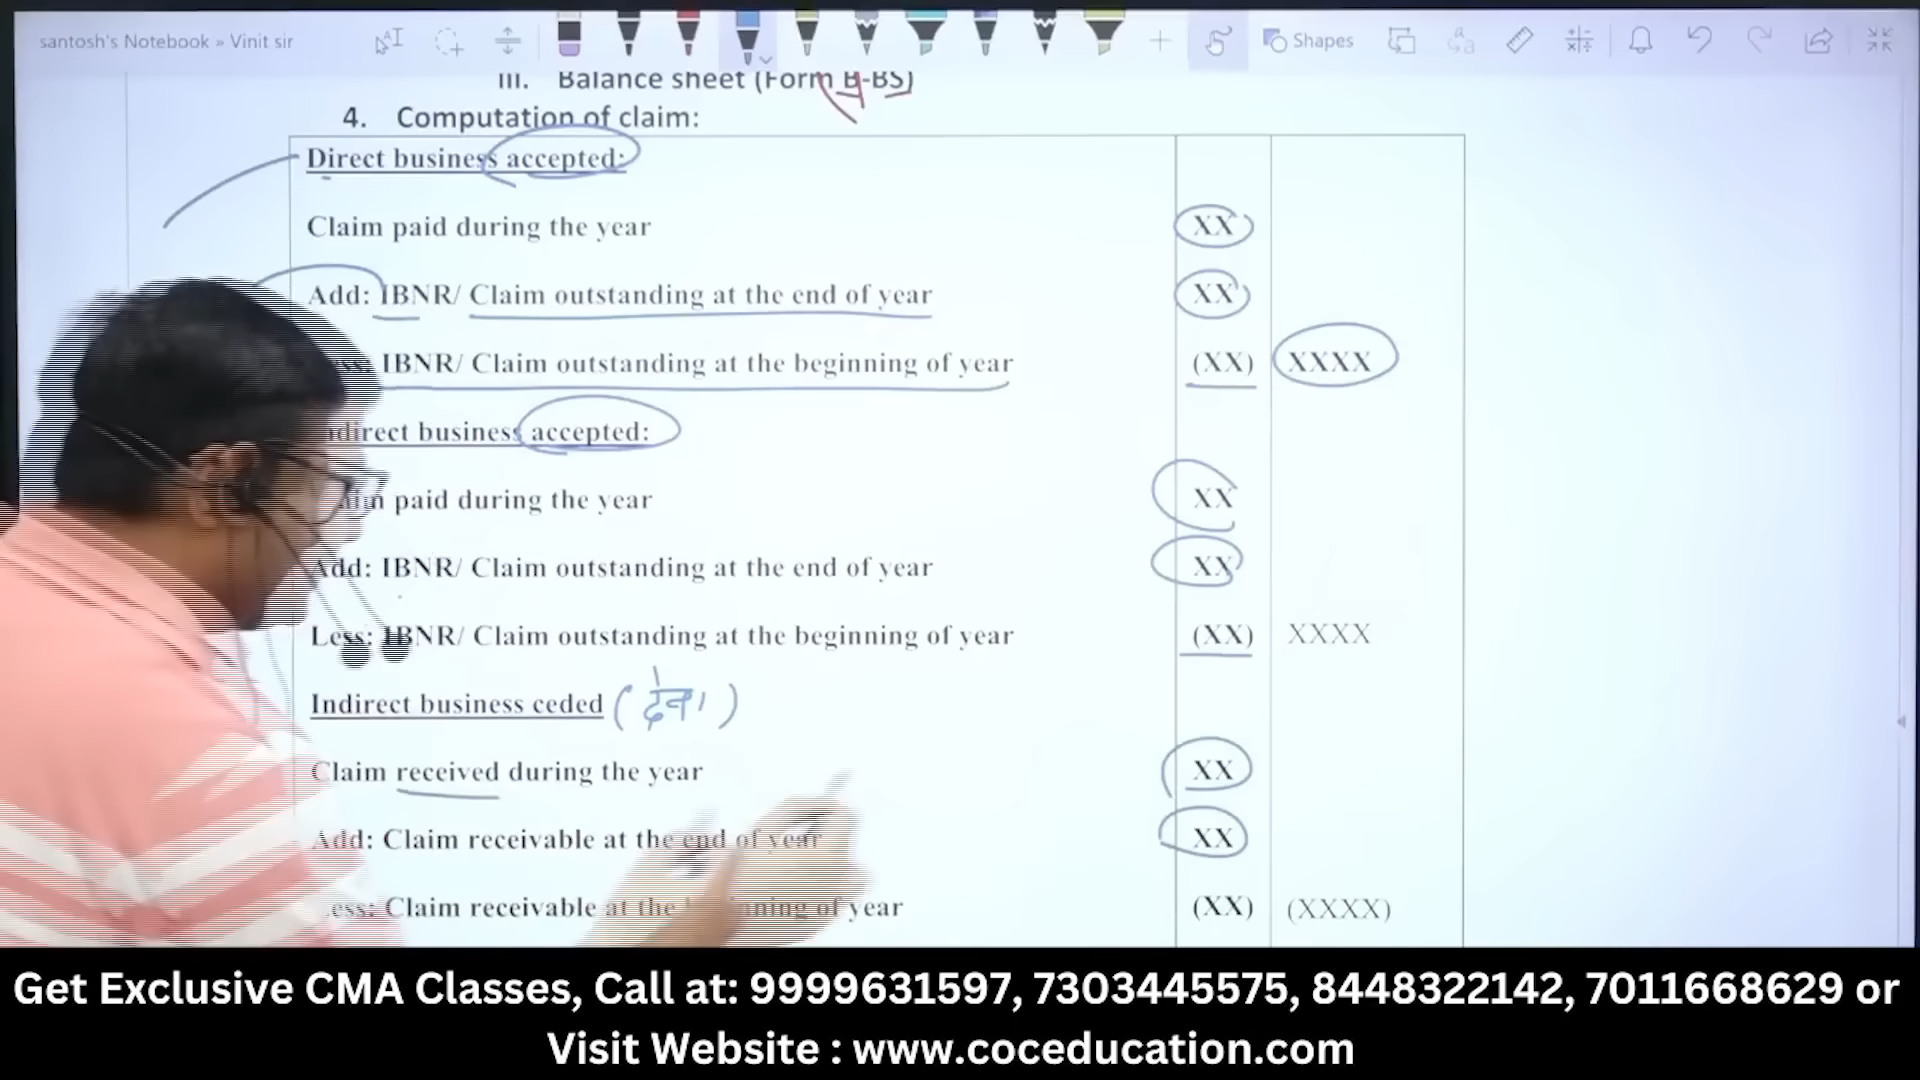 santosh's Notebook » Vinit sir
Shapes
III. Balance sheet (Form B-BS)
4. Computation of claim:
Direct business accepted:
Claim paid during the year XX
Add: IBNR/ Claim outstanding at the end of year XX
IBNR/ Claim outstanding at the beginning of year (XX) XXXX
business accepted:
paid during the year XX
Add: IBNR/ Claim outstanding at the end of year XX
Less: IBNR/ Claim outstanding at the beginning of year (XX) XXXX
Indirect business ceded (देना)
Claim received during the year XX
Add: Claim receivable at the end of year XX
Claim receivable at the beginning of year (XX) (XXXX)
Get Exclusive CMA Classes, Call at: 9999631597, 7303445575, 8448322142, 7011668629 or
Visit Website : www.coceducation.com